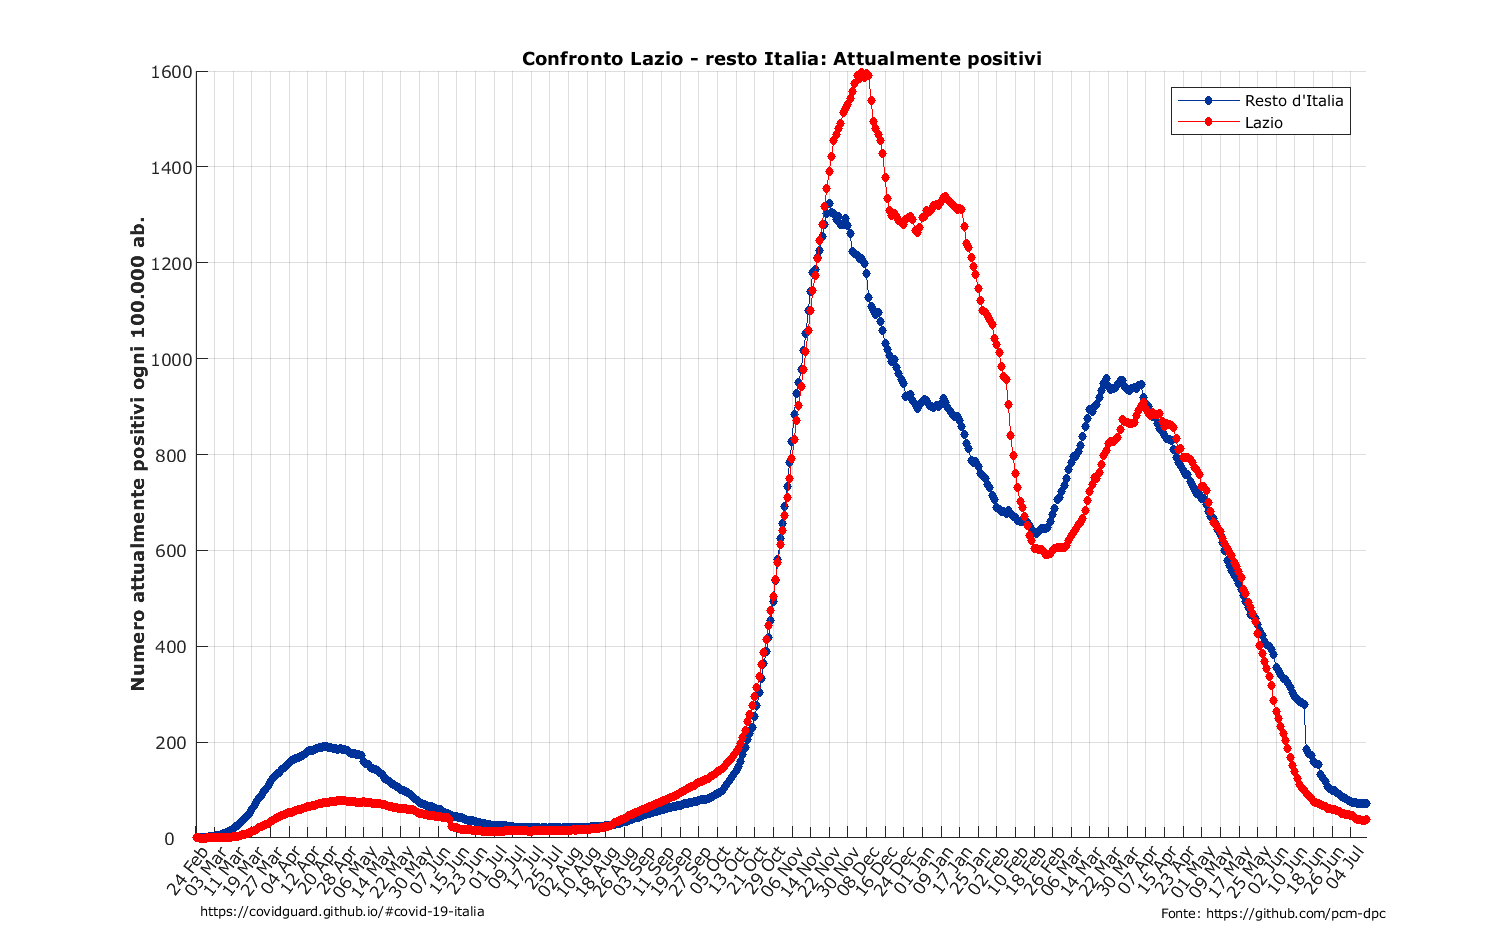 Confronto Lazio - resto Italia: Attualmente positivi
Numero attualmente positivi ogni 100.000 ab.
1600
1400
1200
1000
800
600
400
200
0
Resto d'Italia
Lazio
24 Feb
03 Mar
11 Mar
19 Mar
27 Mar
04 Apr
12 Apr
20 Apr
28 Apr
06 May
14 May
22 May
30 May
07 Jun
15 Jun
23 Jun
01 Jul
09 Jul
17 Jul
25 Jul
02 Aug
10 Aug
18 Aug
26 Aug
03 Sep
11 Sep
19 Sep
27 Sep
05 Oct
13 Oct
21 Oct
29 Oct
06 Nov
14 Nov
22 Nov
30 Nov
08 Dec
16 Dec
24 Dec
01 Jan
09 Jan
17 Jan
25 Jan
02 Feb
10 Feb
18 Feb
26 Feb
06 Mar
14 Mar
22 Mar
30 Mar
07 Apr
15 Apr
23 Apr
01 May
09 May
17 May
25 May
02 Jun
10 Jun
18 Jun
26 Jun
04 Jul
https://covidguard.github.io/#covid-19-italia
Fonte: https://github.com/pcm-dpc